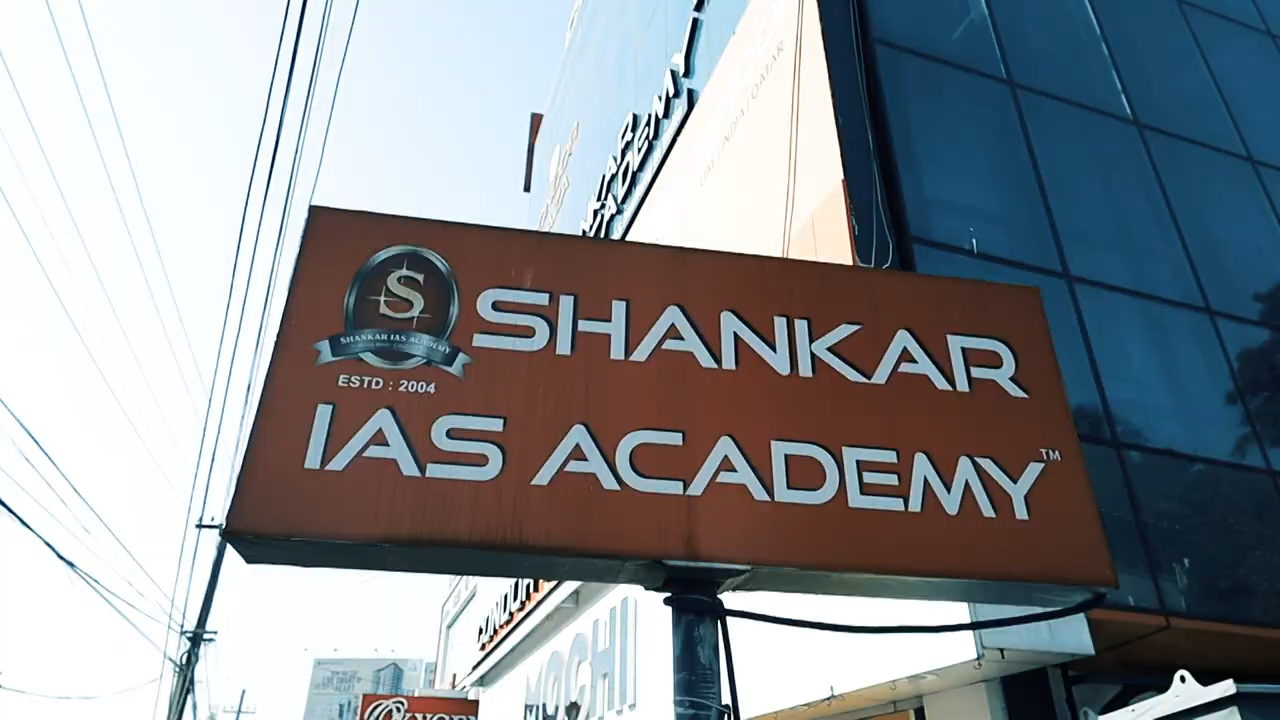 S
SHANKAR IAS ACADEMY
ESTD : 2004
SHANKAR
IAS ACADEMY™
MOCHI